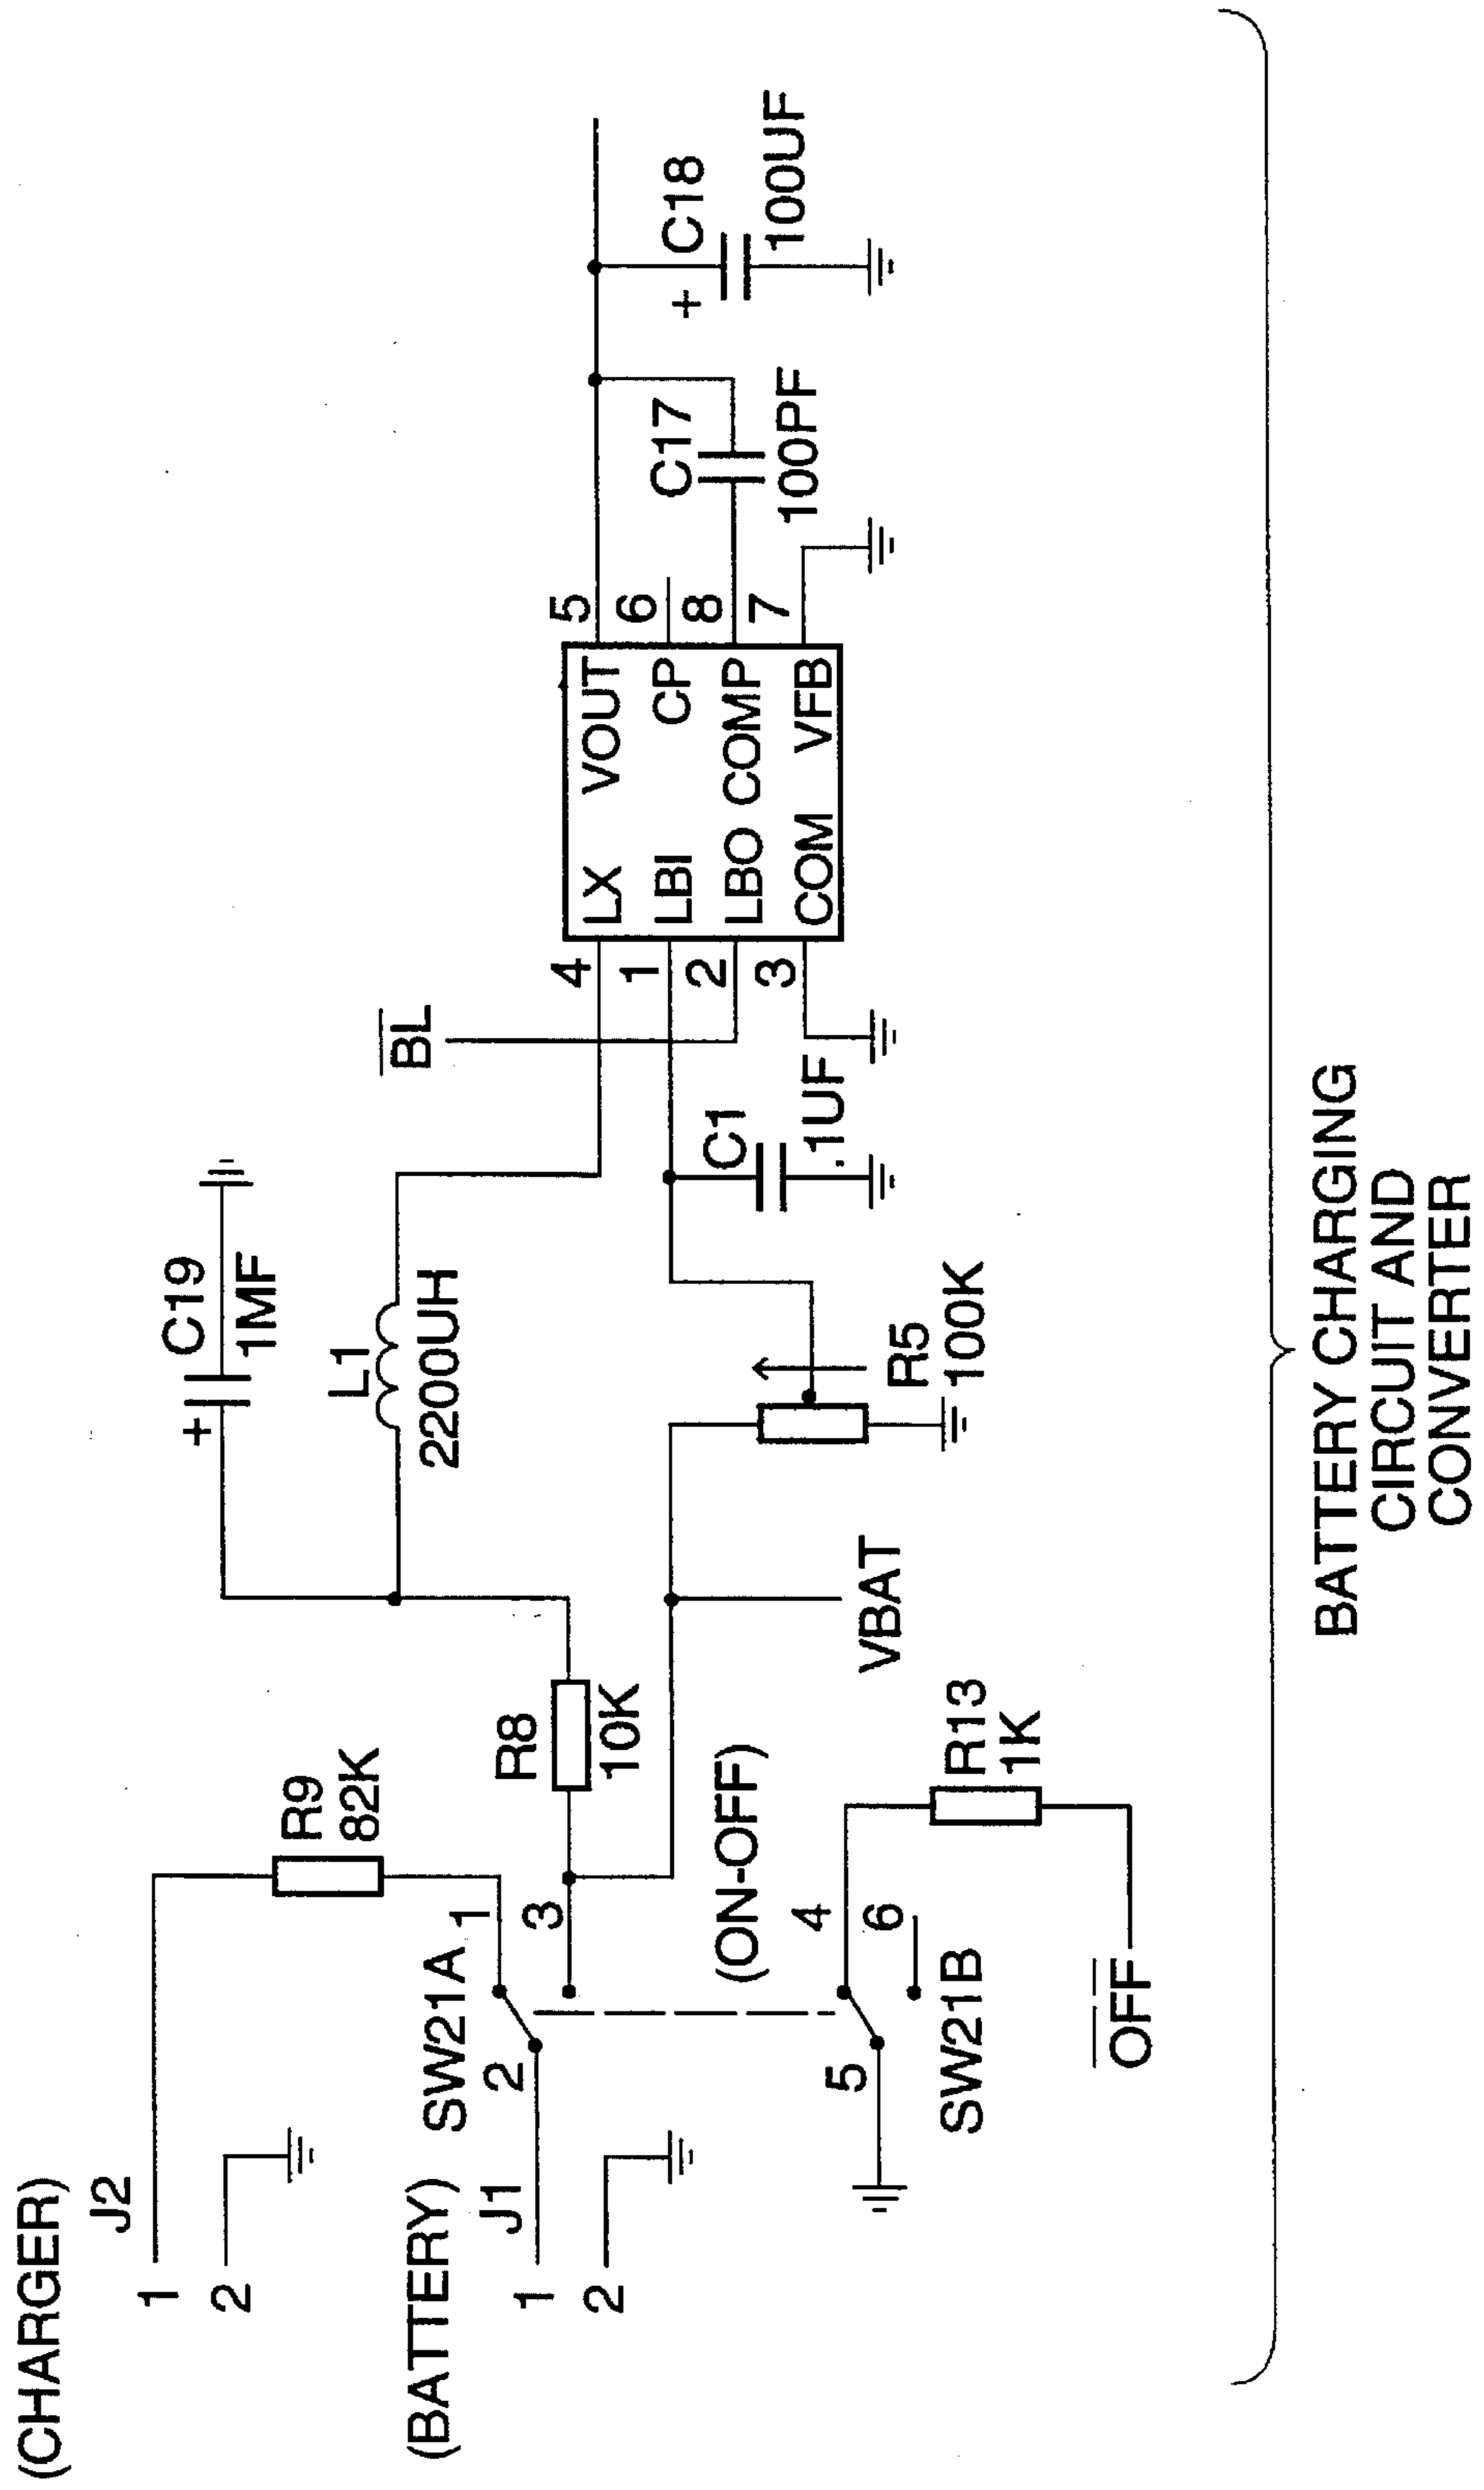 (CHARGER)
J2
1
2
R9
82K
(BATTERY)
J1
1
2
SW21A
1
2
3
R8
10K
C19
+
1MF
L1
2200UH
BL
VBAT
(ON-OFF)
4
5
6
SW21B
R13
1K
OFF
R5
100K
C1
.1UF
4
1
2
3
LX VOUT
LBI CP
LBO COMP
COM VFB
5
6
8
7
C17
100PF
C18
+
100UF
BATTERY CHARGING
CIRCUIT AND
CONVERTER